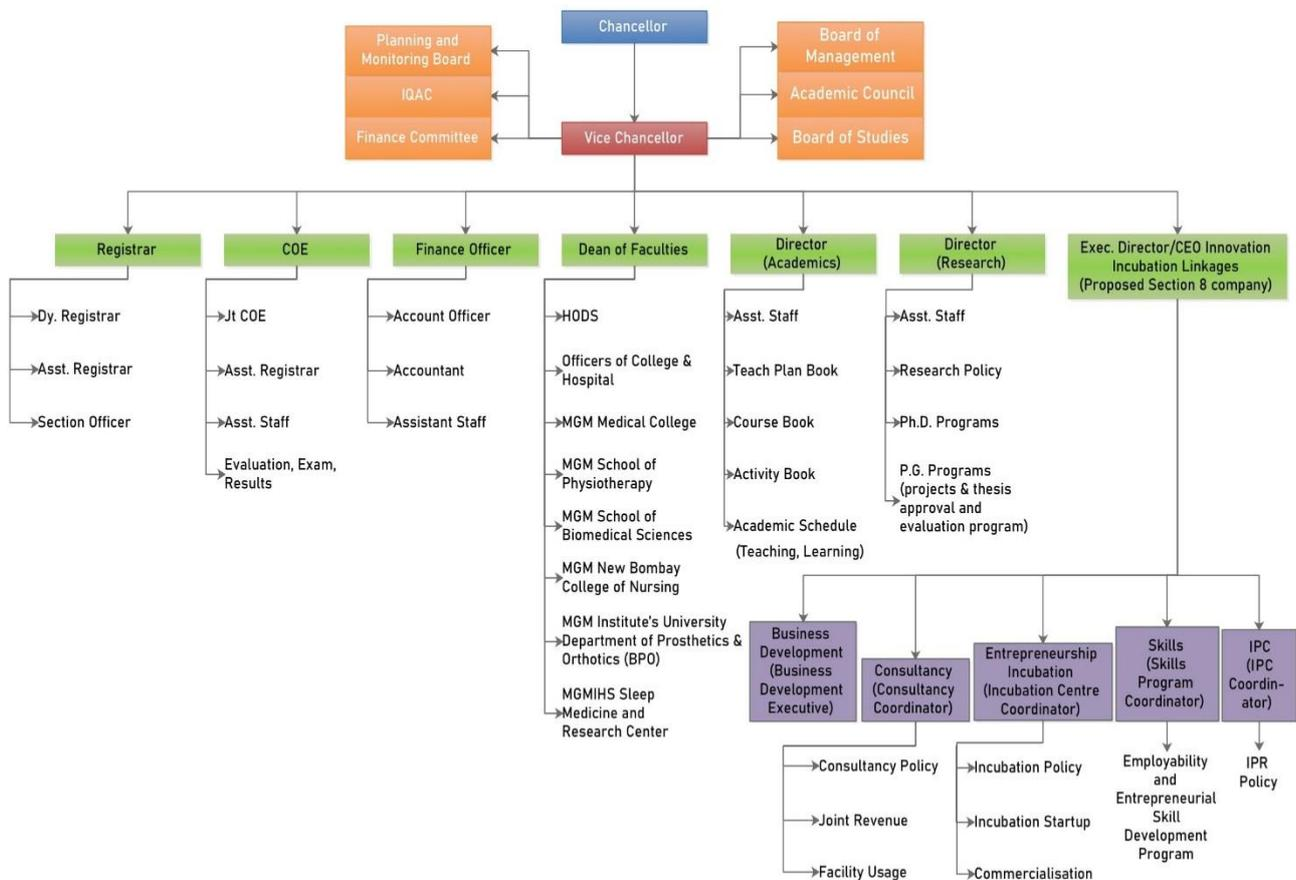 Chancellor
Planning and
Monitoring Board
IQAC
Finance Committee
Vice Chancellor
Board of
Management
Academic Council
Board of Studies
Registrar
Dy. Registrar
Asst. Registrar
Section Officer
COE
Jt COE
Asst. Registrar
Asst. Staff
Evaluation, Exam,
Results
Finance Officer
Account Officer
Accountant
Assistant Staff
Dean of Faculties
HODS
Officers of College &
Hospital
MGM Medical College
MGM School of
Physiotherapy
MGM School of
Biomedical Sciences
MGM New Bombay
College of Nursing
MGM Institute's University
Department of Prosthetics &
Orthotics (BPO)
MGMIHS Sleep
Medicine and
Research Center
Director
(Academics)
Asst. Staff
Teach Plan Book
Course Book
Activity Book
Academic Schedule
(Teaching, Learning)
Director
(Research)
Asst. Staff
Research Policy
Ph.D. Programs
P.G. Programs
(projects & thesis
approval and
evaluation program)
Exec. Director/CEO Innovation
Incubation Linkages
(Proposed Section 8 company)
Business
Development
(Business
Development
Executive)
Consultancy
(Consultancy
Coordinator)
Consultancy Policy
Joint Revenue
Facility Usage
Entrepreneurship
Incubation
(Incubation Centre
Coordinator)
Incubation Policy
Incubation Startup
Commercialisation
Skills
(Skills
Program
Coordinator)
Employability
and
Entrepreneurial
Skill
Development
Program
IPC
(IPC
Coordin-
ator)
IPR
Policy